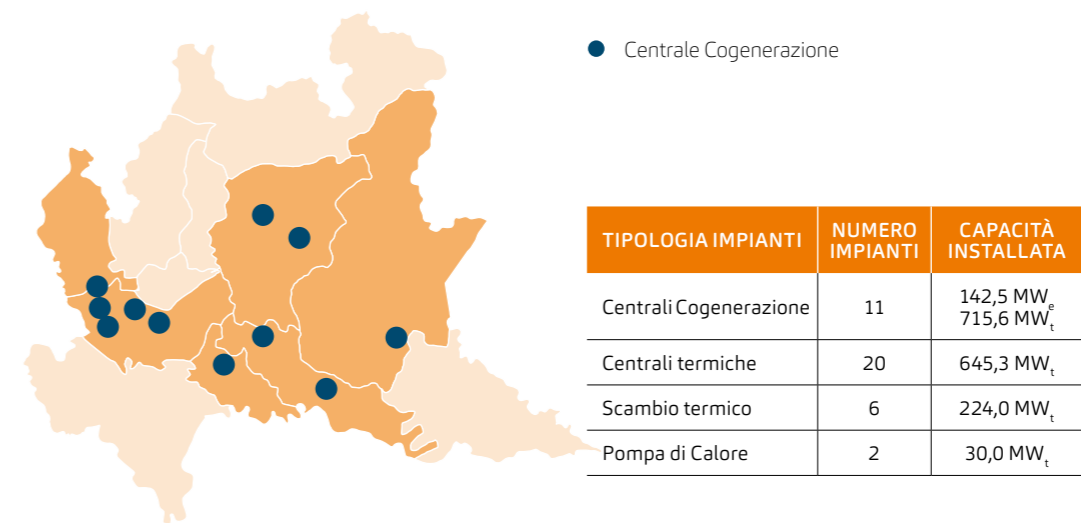 Centrale Cogenerazione
TIPOLOGIA IMPIANTI NUMERO IMPIANTI CAPACITÀ INSTALLATA
Centrali Cogenerazione 11 142,5 MWe
715,6 MWt
Centrali termiche 20 645,3 MWt
Scambio termico 6 224,0 MWt
Pompa di Calore 2 30,0 MWt